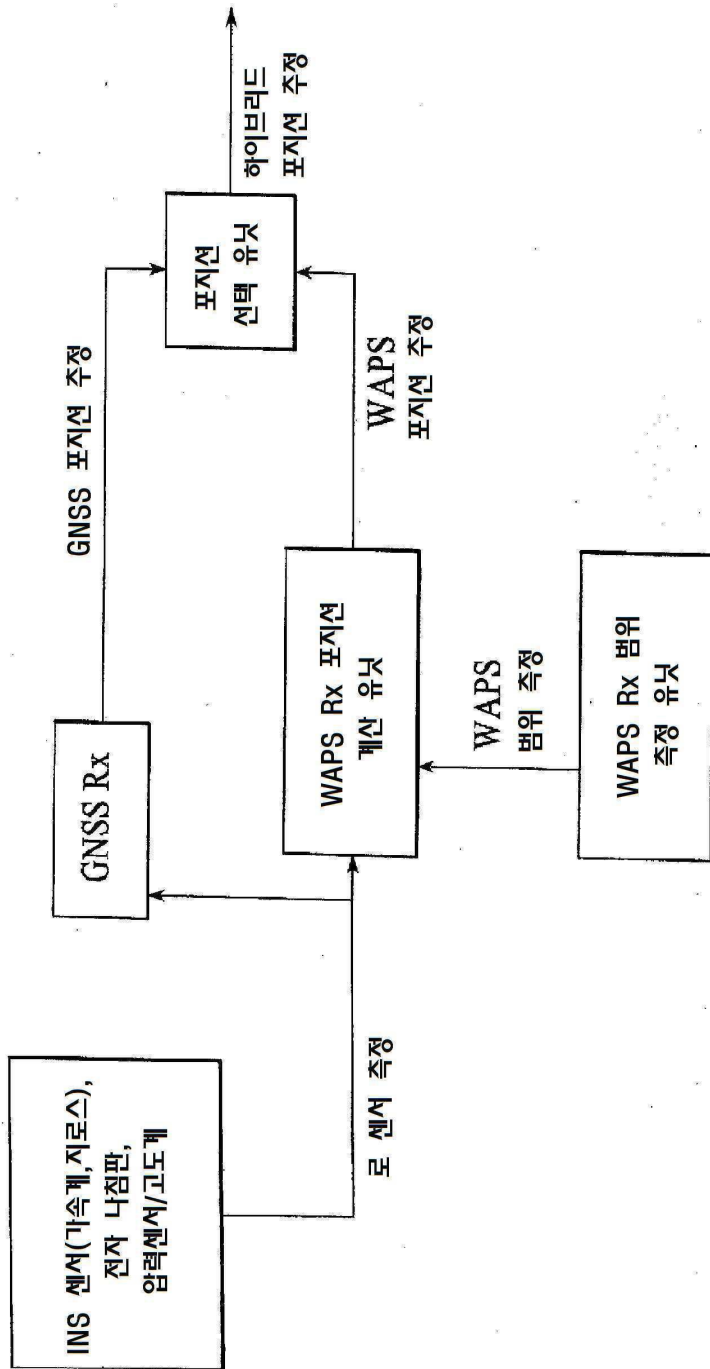 INS 센서(가속계,지로스),
전자 나침판,
압력센서/고도계
로 센서 측정
GNSS Rx
GNSS 포지션 추정
WAPS Rx 포지션
계산 유닛
WAPS
범위 측정
WAPS Rx 범위
측정 유닛
WAPS
포지션 추정
포지션
선택 유닛
하이브리드
포지션 추정